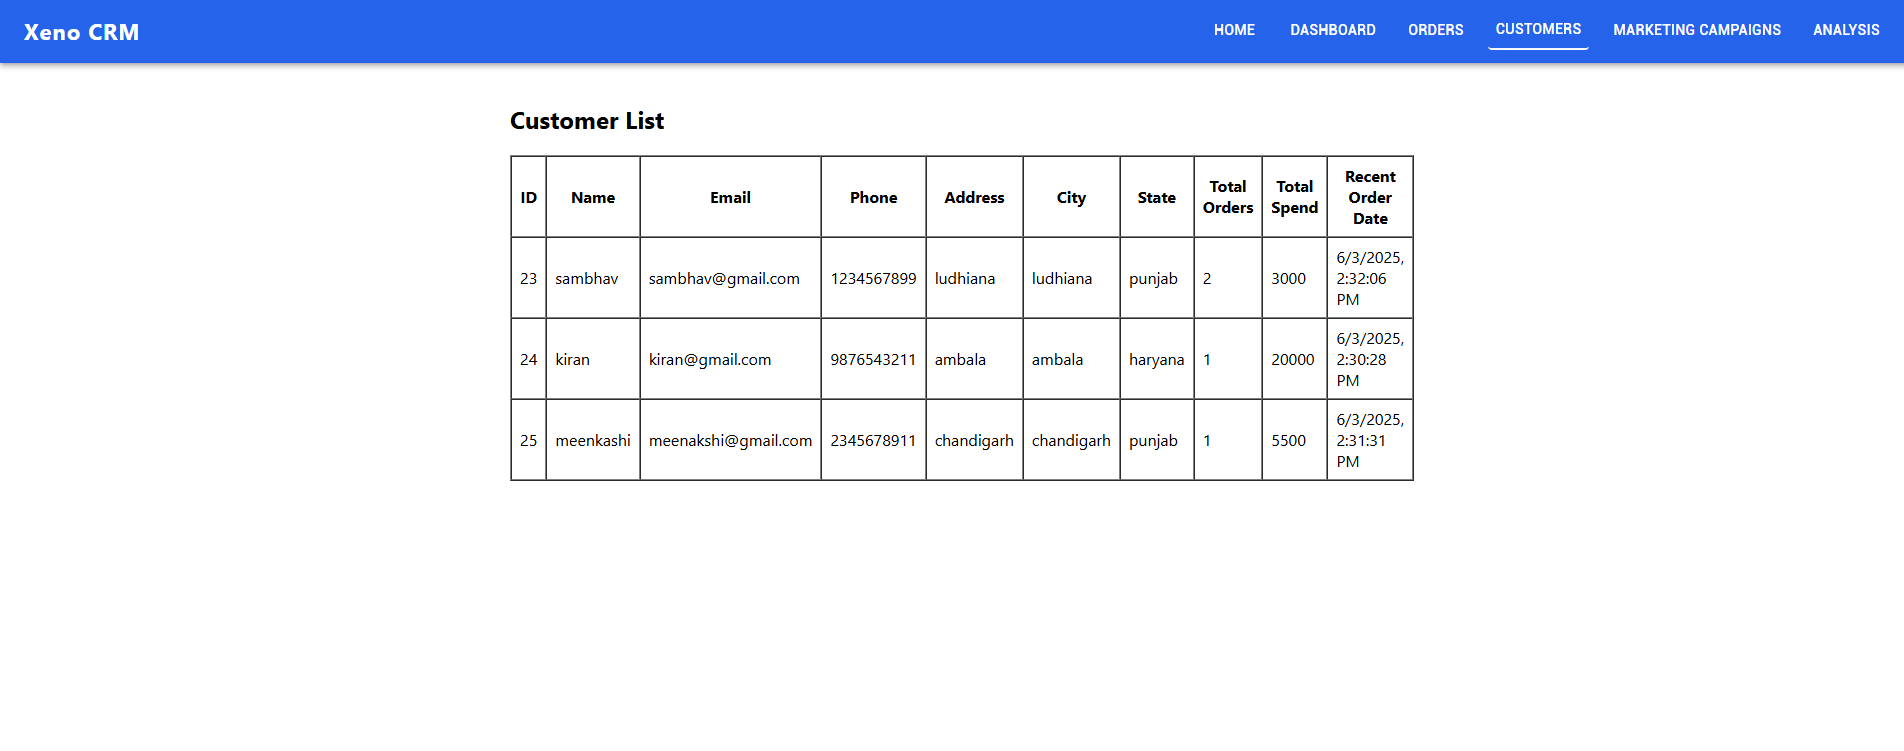 Xeno CRM HOME DASHBOARD ORDERS CUSTOMERS MARKETING CAMPAIGNS ANALYSIS
Customer List
ID Name Email Phone Address City State Total Orders Total Spend Recent Order Date
23 sambhav sambhav@gmail.com 1234567899 ludhiana ludhiana punjab 2 3000 6/3/2025, 2:32:06 PM
24 kiran kiran@gmail.com 9876543211 ambala ambala haryana 1 20000 6/3/2025, 2:30:28 PM
25 meenkashi meenakshi@gmail.com 2345678911 chandigarh chandigarh punjab 1 5500 6/3/2025, 2:31:31 PM